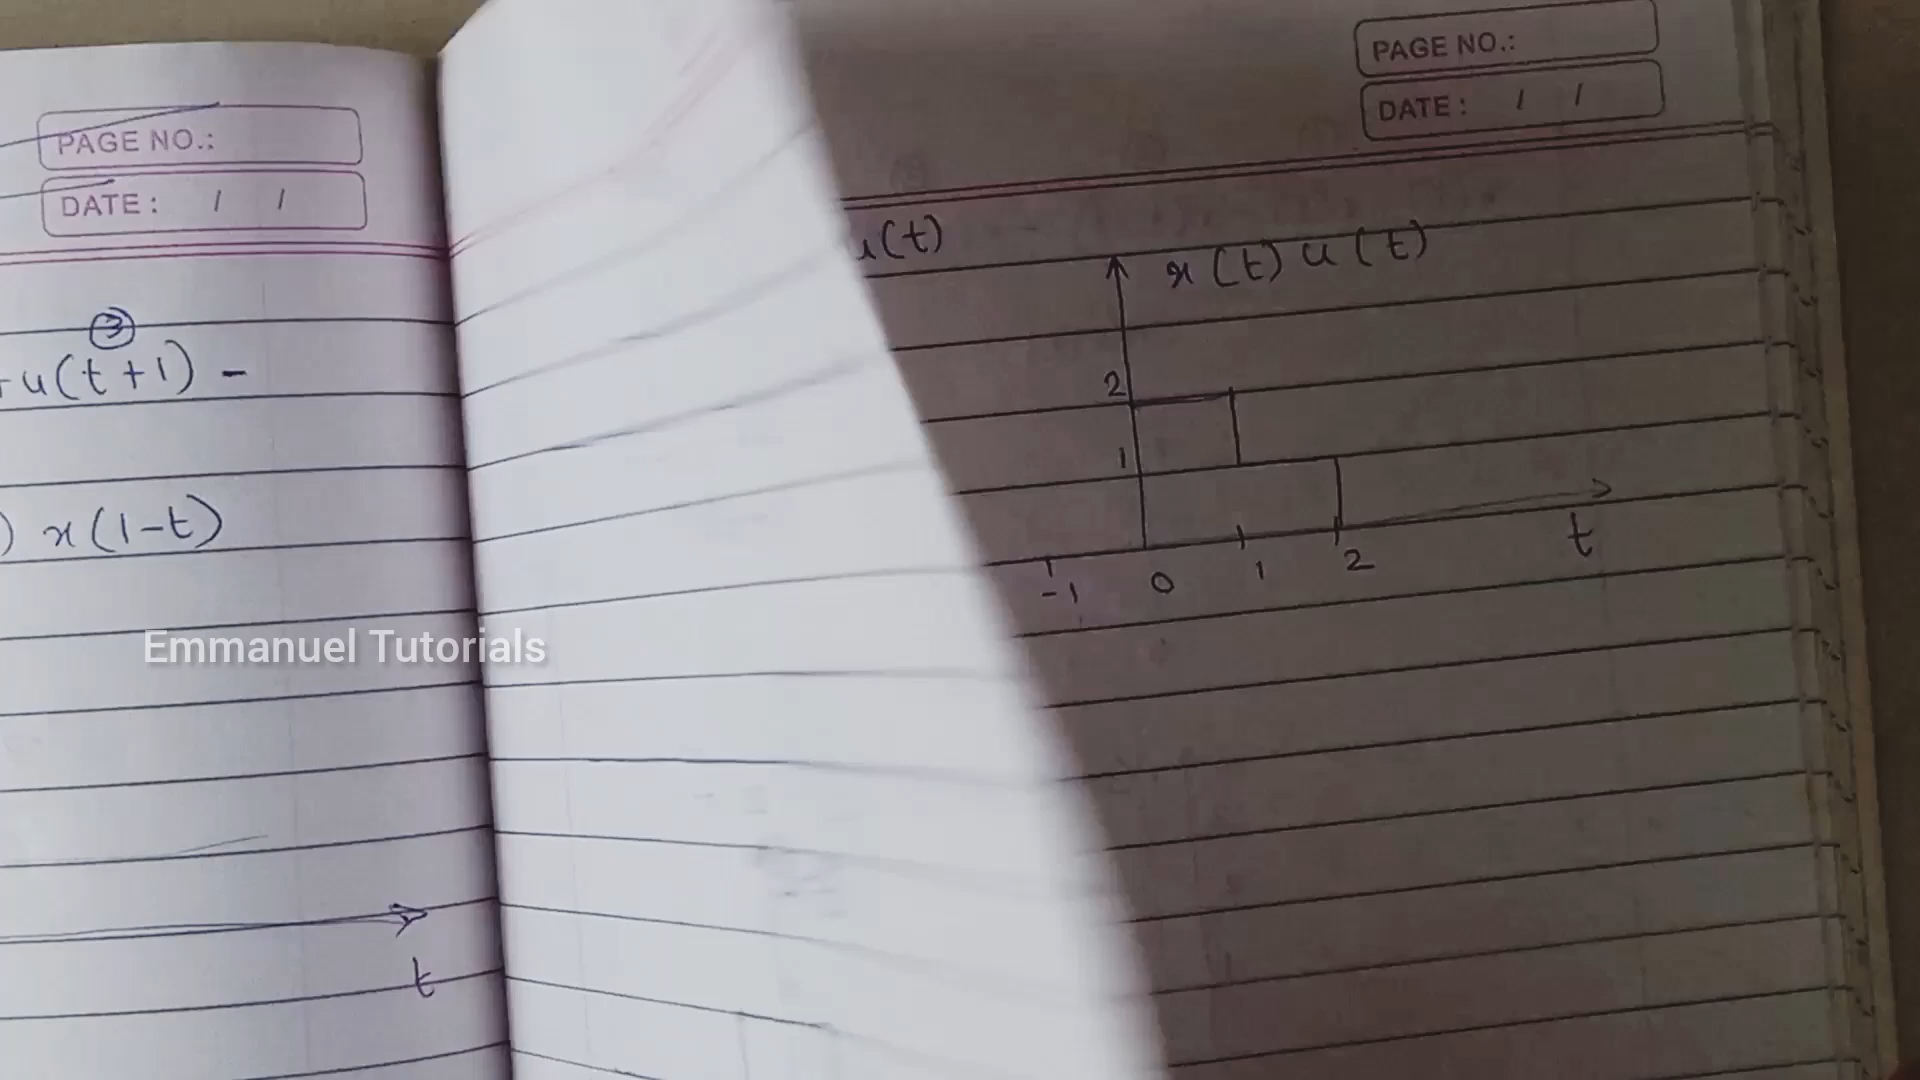 PAGE NO.:
DATE : / /
3
u(t+1) -
) x(1-t)
t
Emmanuel Tutorials
PAGE NO.:
DATE : / /
u(t)
x(t) u(t)
2
1
-1 0 1 2
t